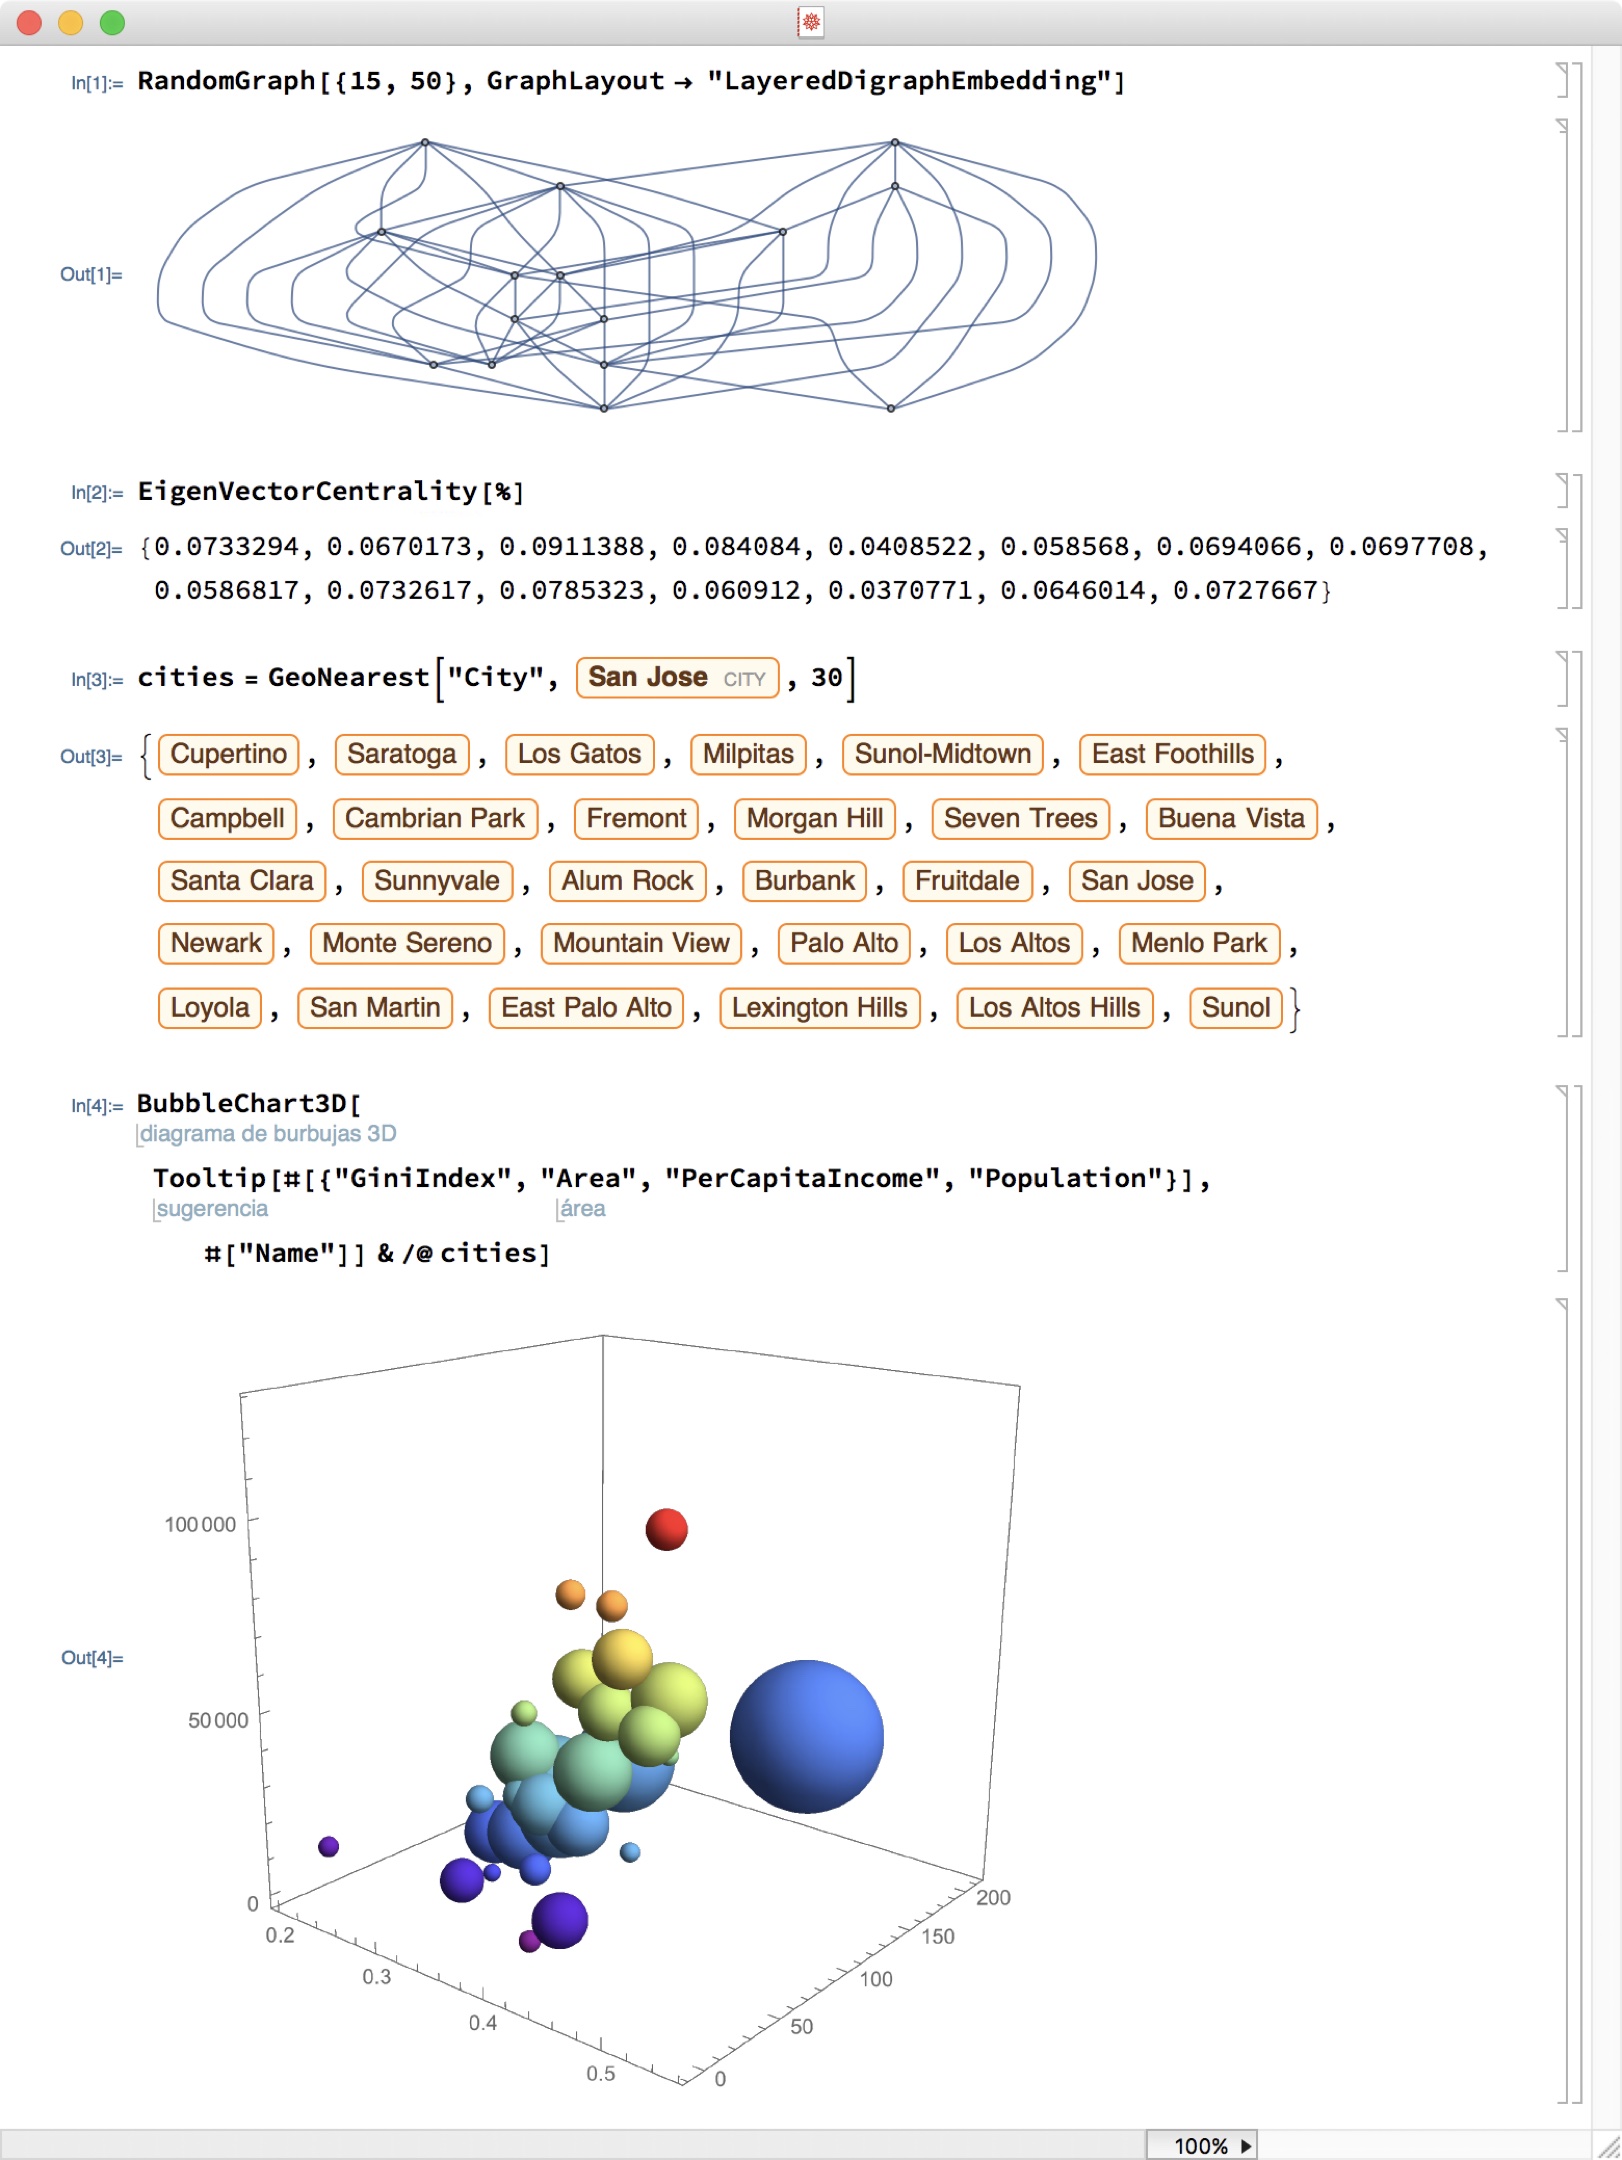 In[1]:= RandomGraph[{15, 50}, GraphLayout → "LayeredDigraphEmbedding"]
Out[1]=
In[2]:= EigenVectorCentrality[%]
Out[2]= {0.0733294, 0.0670173, 0.0911388, 0.084084, 0.0408522, 0.058568, 0.0694066, 0.0697708,
0.0586817, 0.0732617, 0.0785323, 0.060912, 0.0370771, 0.0646014, 0.0727667}
In[3]:= cities = GeoNearest["City", San Jose CITY , 30]
Out[3]= { Cupertino , Saratoga , Los Gatos , Milpitas , Sunol-Midtown , East Foothills ,
Campbell , Cambrian Park , Fremont , Morgan Hill , Seven Trees , Buena Vista ,
Santa Clara , Sunnyvale , Alum Rock , Burbank , Fruitdale , San Jose ,
Newark , Monte Sereno , Mountain View , Palo Alto , Los Altos , Menlo Park ,
Loyola , San Martin , East Palo Alto , Lexington Hills , Los Altos Hills , Sunol }
In[4]:= BubbleChart3D[
diagrama de burbujas 3D
Tooltip[#[{"GiniIndex", "Area", "PerCapitaIncome", "Population"}],
sugerencia área
#["Name"]] & /@ cities]
100 000
Out[4]=
50 000
0
0.2
0.3
0.4
0.5
0
50
100
150
200
100%